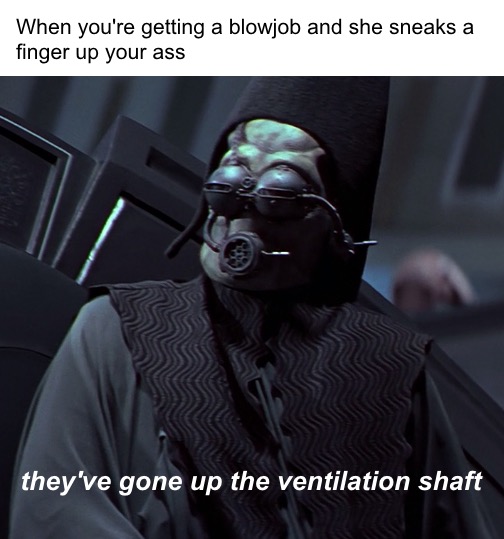 When you're getting a blowjob and she sneaks a
finger up your ass
they've gone up the ventilation shaft